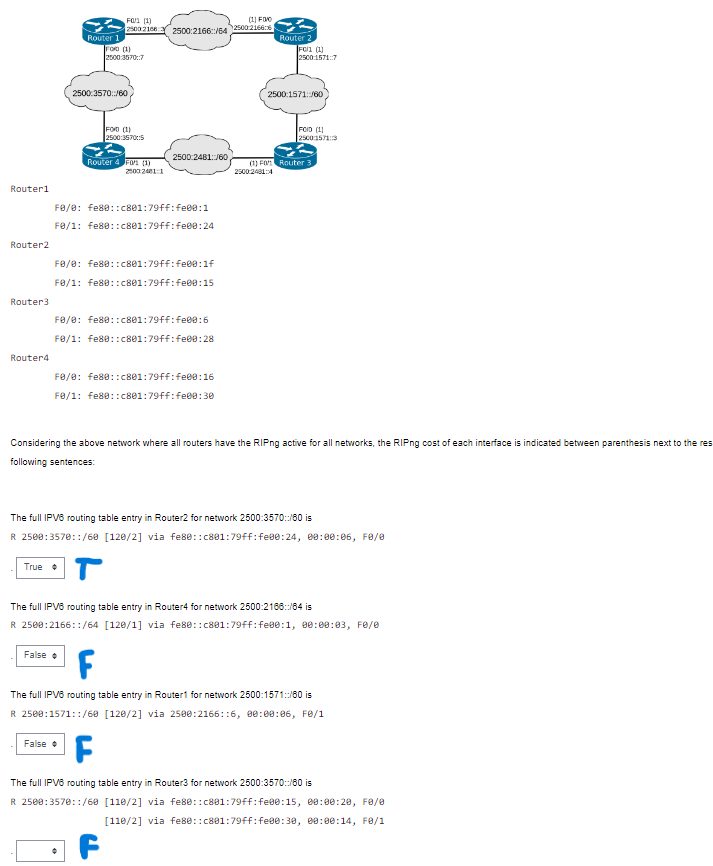 F0/1 (1)
2500:2166::3
2500:2166::/64
(1) F0/0
2500:2166::6
Router 1
Router 2
F0/0 (1)
2500:3570::7
F0/1 (1)
2500:1571::7
2500:3570::/60
2500:1571::/60
F0/0 (1)
2500:3570::5
F0/0 (1)
2500:1571::3
2500:2481::/60
Router 4
F0/1 (1)
2500:2481::1
(1) F0/1
2500:2481::4
Router 3
Router1
F0/0: fe80::c801:79ff:fe00:1
F0/1: fe80::c801:79ff:fe00:24
Router2
F0/0: fe80::c801:79ff:fe00:1f
F0/1: fe80::c801:79ff:fe00:15
Router3
F0/0: fe80::c801:79ff:fe00:6
F0/1: fe80::c801:79ff:fe00:28
Router4
F0/0: fe80::c801:79ff:fe00:16
F0/1: fe80::c801:79ff:fe00:30
Considering the above network where all routers have the RIPng active for all networks, the RIPng cost of each interface is indicated between parenthesis next to the res
following sentences:
The full IPV6 routing table entry in Router2 for network 2500:3570::/60 is
R 2500:3570::/60 [120/2] via fe80::c801:79ff:fe00:24, 00:00:06, F0/0
. True T
The full IPV6 routing table entry in Router4 for network 2500:2166::/64 is
R 2500:2166::/64 [120/1] via fe80::c801:79ff:fe00:1, 00:00:03, F0/0
. False F
The full IPV6 routing table entry in Router1 for network 2500:1571::/60 is
R 2500:1571::/60 [120/2] via 2500:2166::6, 00:00:06, F0/1
. False F
The full IPV6 routing table entry in Router3 for network 2500:3570::/60 is
R 2500:3570::/60 [110/2] via fe80::c801:79ff:fe00:15, 00:00:20, F0/0
[110/2] via fe80::c801:79ff:fe00:30, 00:00:14, F0/1
. F